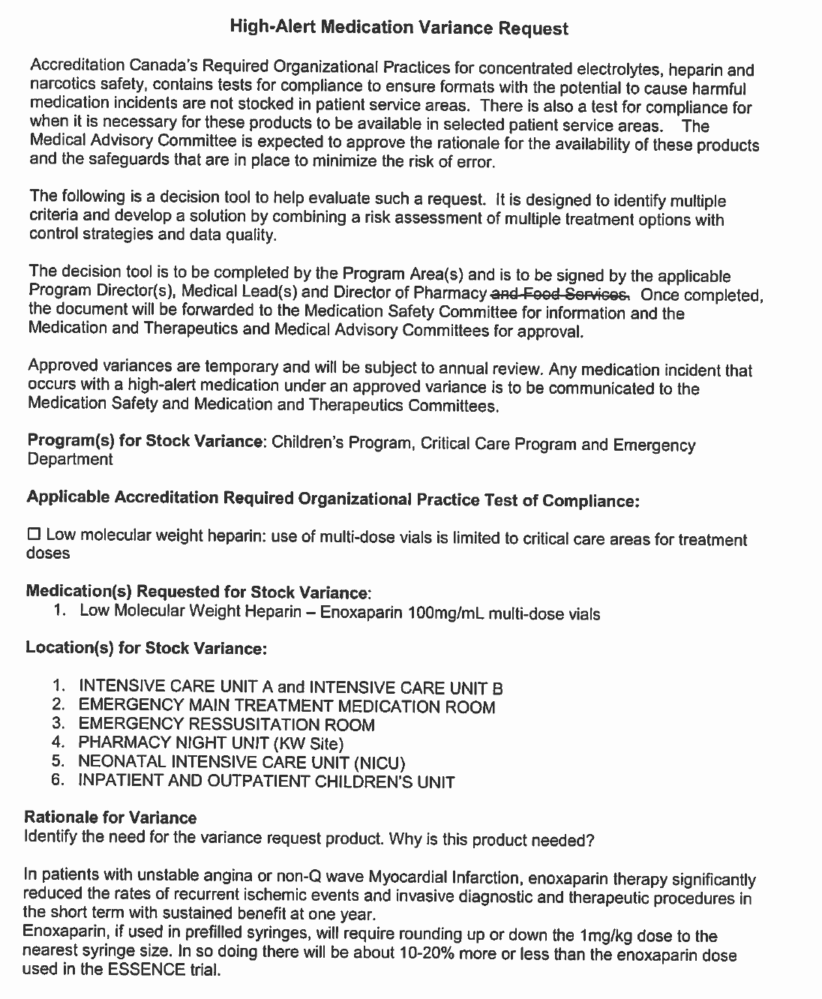 High-Alert Medication Variance Request
Accreditation Canada's Required Organizational Practices for concentrated electrolytes, heparin and
narcotics safety, contains tests for compliance to ensure formats with the potential to cause harmful
medication incidents are not stocked in patient service areas. There is also a test for compliance for
when it is necessary for these products to be available in selected patient service areas. The
Medical Advisory Committee is expected to approve the rationale for the availability of these products
and the safeguards that are in place to minimize the risk of error.
The following is a decision tool to help evaluate such a request. It is designed to identify multiple
criteria and develop a solution by combining a risk assessment of multiple treatment options with
control strategies and data quality.
The decision tool is to be completed by the Program Area(s) and is to be signed by the applicable
Program Director(s), Medical Lead(s) and Director of Pharmacy and Food Services. Once completed,
the document will be forwarded to the Medication Safety Committee for information and the
Medication and Therapeutics and Medical Advisory Committees for approval.
Approved variances are temporary and will be subject to annual review. Any medication incident that
occurs with a high-alert medication under an approved variance is to be communicated to the
Medication Safety and Medication and Therapeutics Committees.
Program(s) for Stock Variance: Children's Program, Critical Care Program and Emergency
Department
Applicable Accreditation Required Organizational Practice Test of Compliance:
☐ Low molecular weight heparin: use of multi-dose vials is limited to critical care areas for treatment
doses
Medication(s) Requested for Stock Variance:
1. Low Molecular Weight Heparin – Enoxaparin 100mg/mL multi-dose vials
Location(s) for Stock Variance:
1. INTENSIVE CARE UNIT A and INTENSIVE CARE UNIT B
2. EMERGENCY MAIN TREATMENT MEDICATION ROOM
3. EMERGENCY RESSUSITATION ROOM
4. PHARMACY NIGHT UNIT (KW Site)
5. NEONATAL INTENSIVE CARE UNIT (NICU)
6. INPATIENT AND OUTPATIENT CHILDREN'S UNIT
Rationale for Variance
Identify the need for the variance request product. Why is this product needed?
In patients with unstable angina or non-Q wave Myocardial Infarction, enoxaparin therapy significantly
reduced the rates of recurrent ischemic events and invasive diagnostic and therapeutic procedures in
the short term with sustained benefit at one year.
Enoxaparin, if used in prefilled syringes, will require rounding up or down the 1mg/kg dose to the
nearest syringe size. In so doing there will be about 10-20% more or less than the enoxaparin dose
used in the ESSENCE trial.